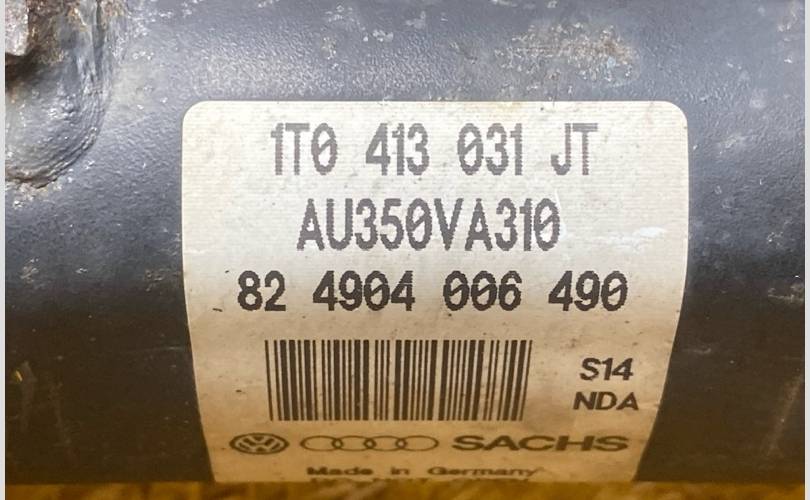 1T0 413 031 JT
AU350VA310
82 4904 006 490
S14
NDA
SACHS
Made in Germany